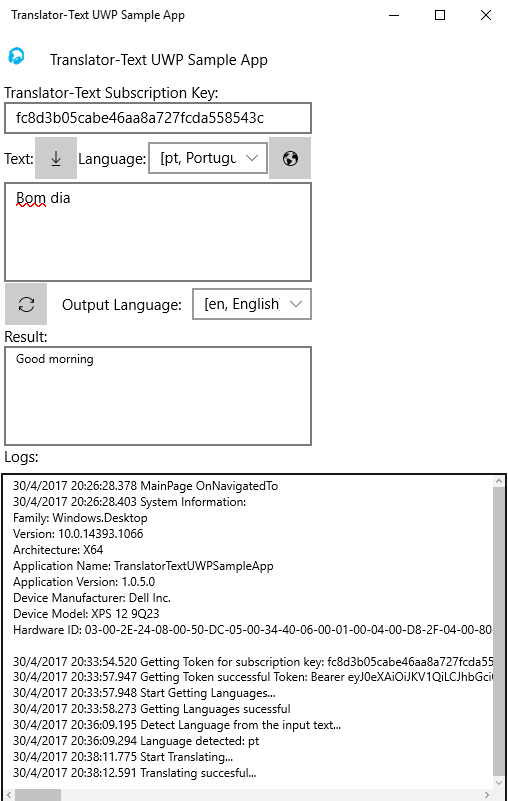 Translator-Text UWP Sample App
Translator-Text UWP Sample App
Translator-Text Subscription Key:
fc8d3b05cabe46aa8a727fcda558543c
Text: Language: [pt, Portugu
Bom dia
Output Language: [en, English
Result:
Good morning
Logs:
30/4/2017 20:26:28.378 MainPage OnNavigatedTo
30/4/2017 20:26:28.403 System Information:
Family: Windows.Desktop
Version: 10.0.14393.1066
Architecture: X64
Application Name: TranslatorTextUWPSampleApp
Application Version: 1.0.5.0
Device Manufacturer: Dell Inc.
Device Model: XPS 12 9Q23
Hardware ID: 03-00-2E-24-08-00-50-DC-05-00-34-40-06-00-01-00-04-00-D8-2F-04-00-80
30/4/2017 20:33:54.520 Getting Token for subscription key: fc8d3b05cabe46aa8a727fcda55
30/4/2017 20:33:57.947 Getting Token successful Token: Bearer eyJ0eXAiOiJKV1QiLCJhbGci
30/4/2017 20:33:57.948 Start Getting Languages...
30/4/2017 20:33:58.273 Getting Languages sucessful
30/4/2017 20:36:09.195 Detect Language from the input text...
30/4/2017 20:36:09.294 Language detected: pt
30/4/2017 20:38:11.775 Start Translating...
30/4/2017 20:38:12.591 Translating succesful...